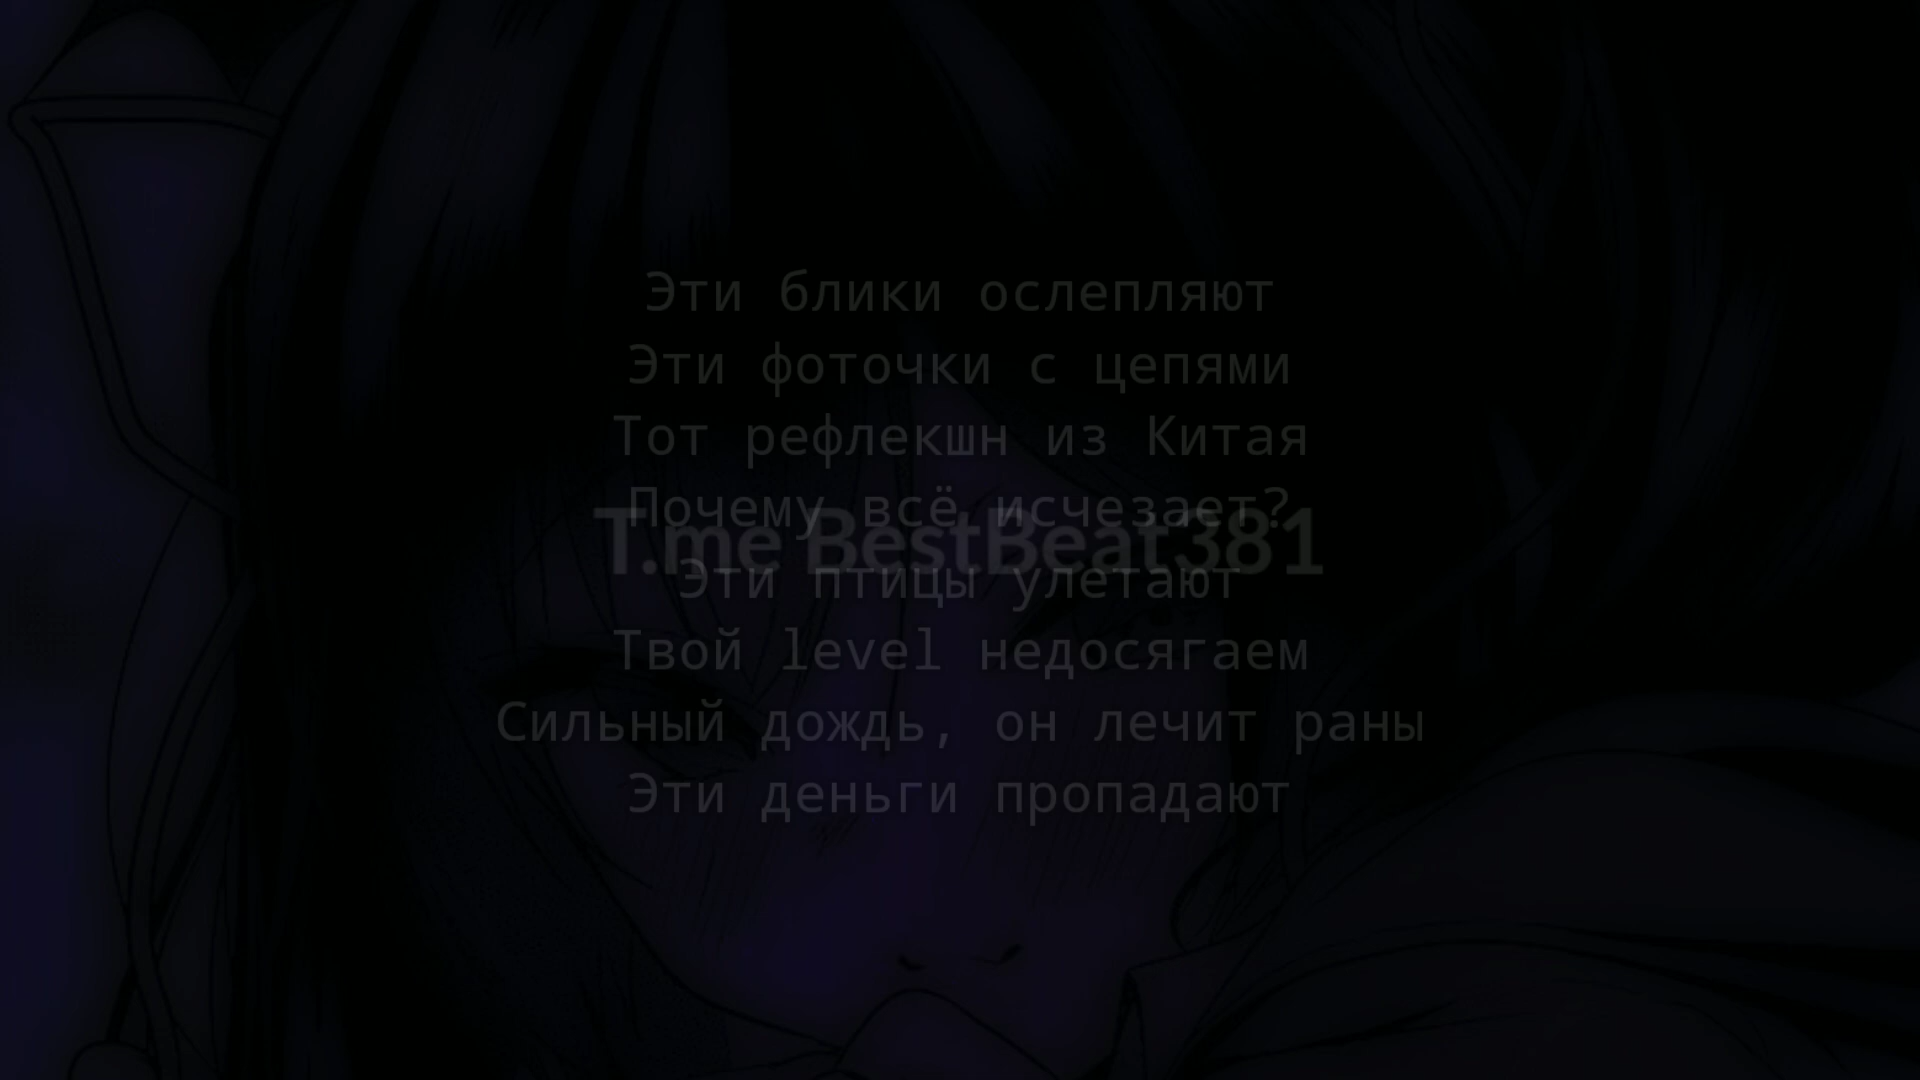 Эти блики ослепляют
Эти фоточки с цепями
Тот рефлекшн из Китая
Почему всё исчезает?
T.me BestBeat381
Эти птицы улетают
Твой level недосягаем
Сильный дождь, он лечит раны
Эти деньги пропадают